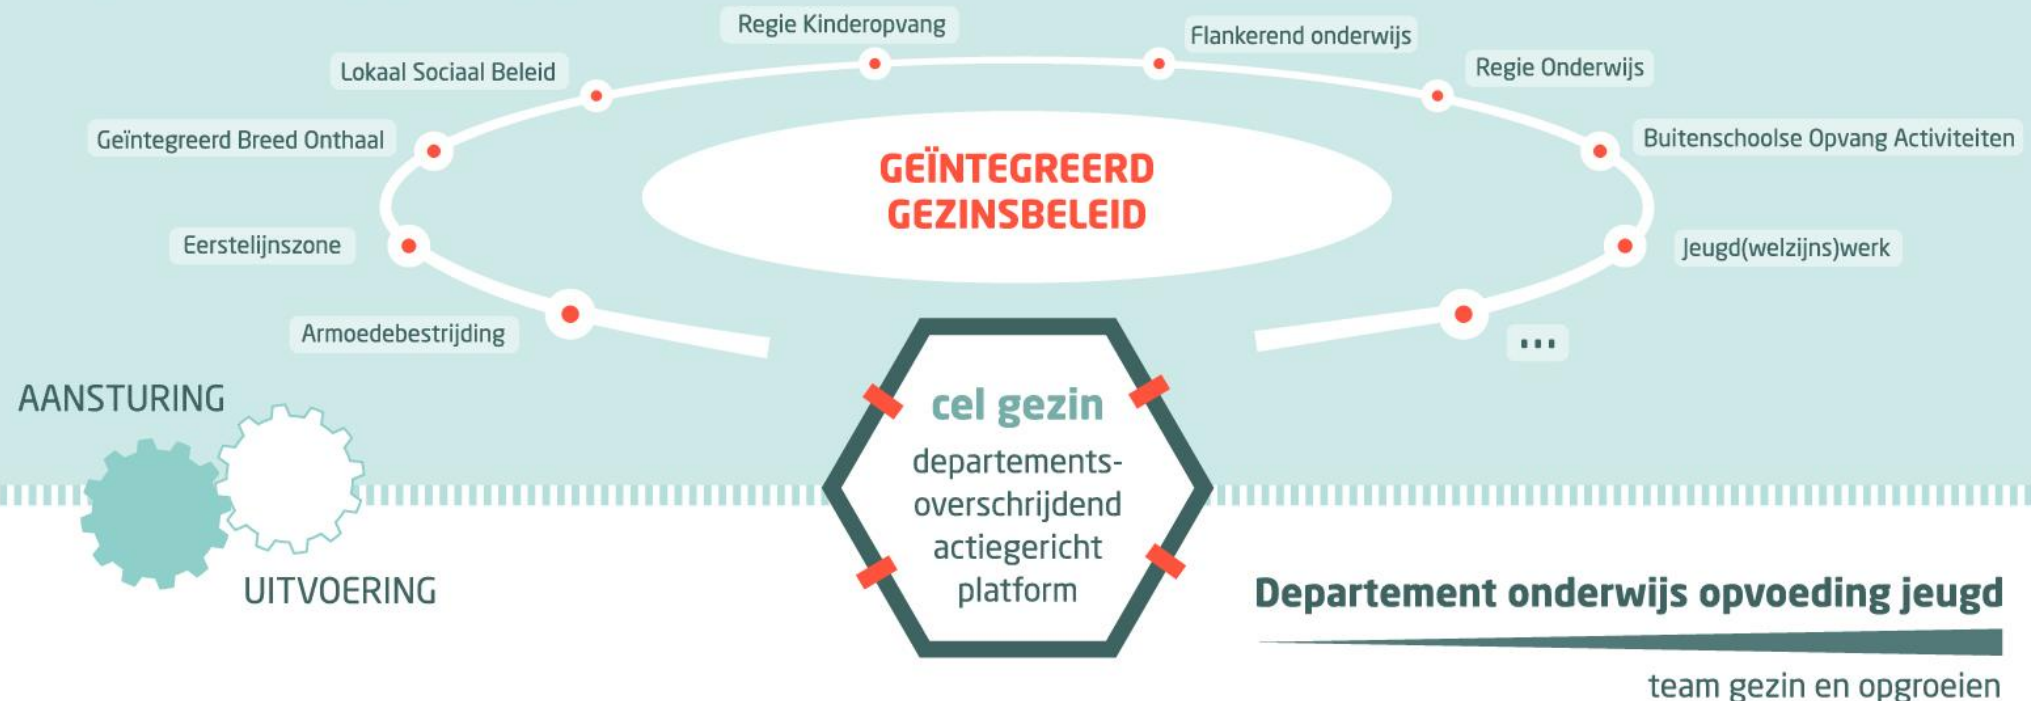 Regie Kinderopvang
Flankerend onderwijs
Lokaal Sociaal Beleid
Regie Onderwijs
Geïntegreerd Breed Onthaal
Buitenschoolse Opvang Activiteiten
GEÏNTEGREERD
GEZINSBELEID
Eerstelijnszone
Jeugd(welzijns)werk
Armoedebestrijding
...
AANSTURING
cel gezin
departements-
overschrijdend
actiegericht
platform
UITVOERING
Departement onderwijs opvoeding jeugd
team gezin en opgroeien